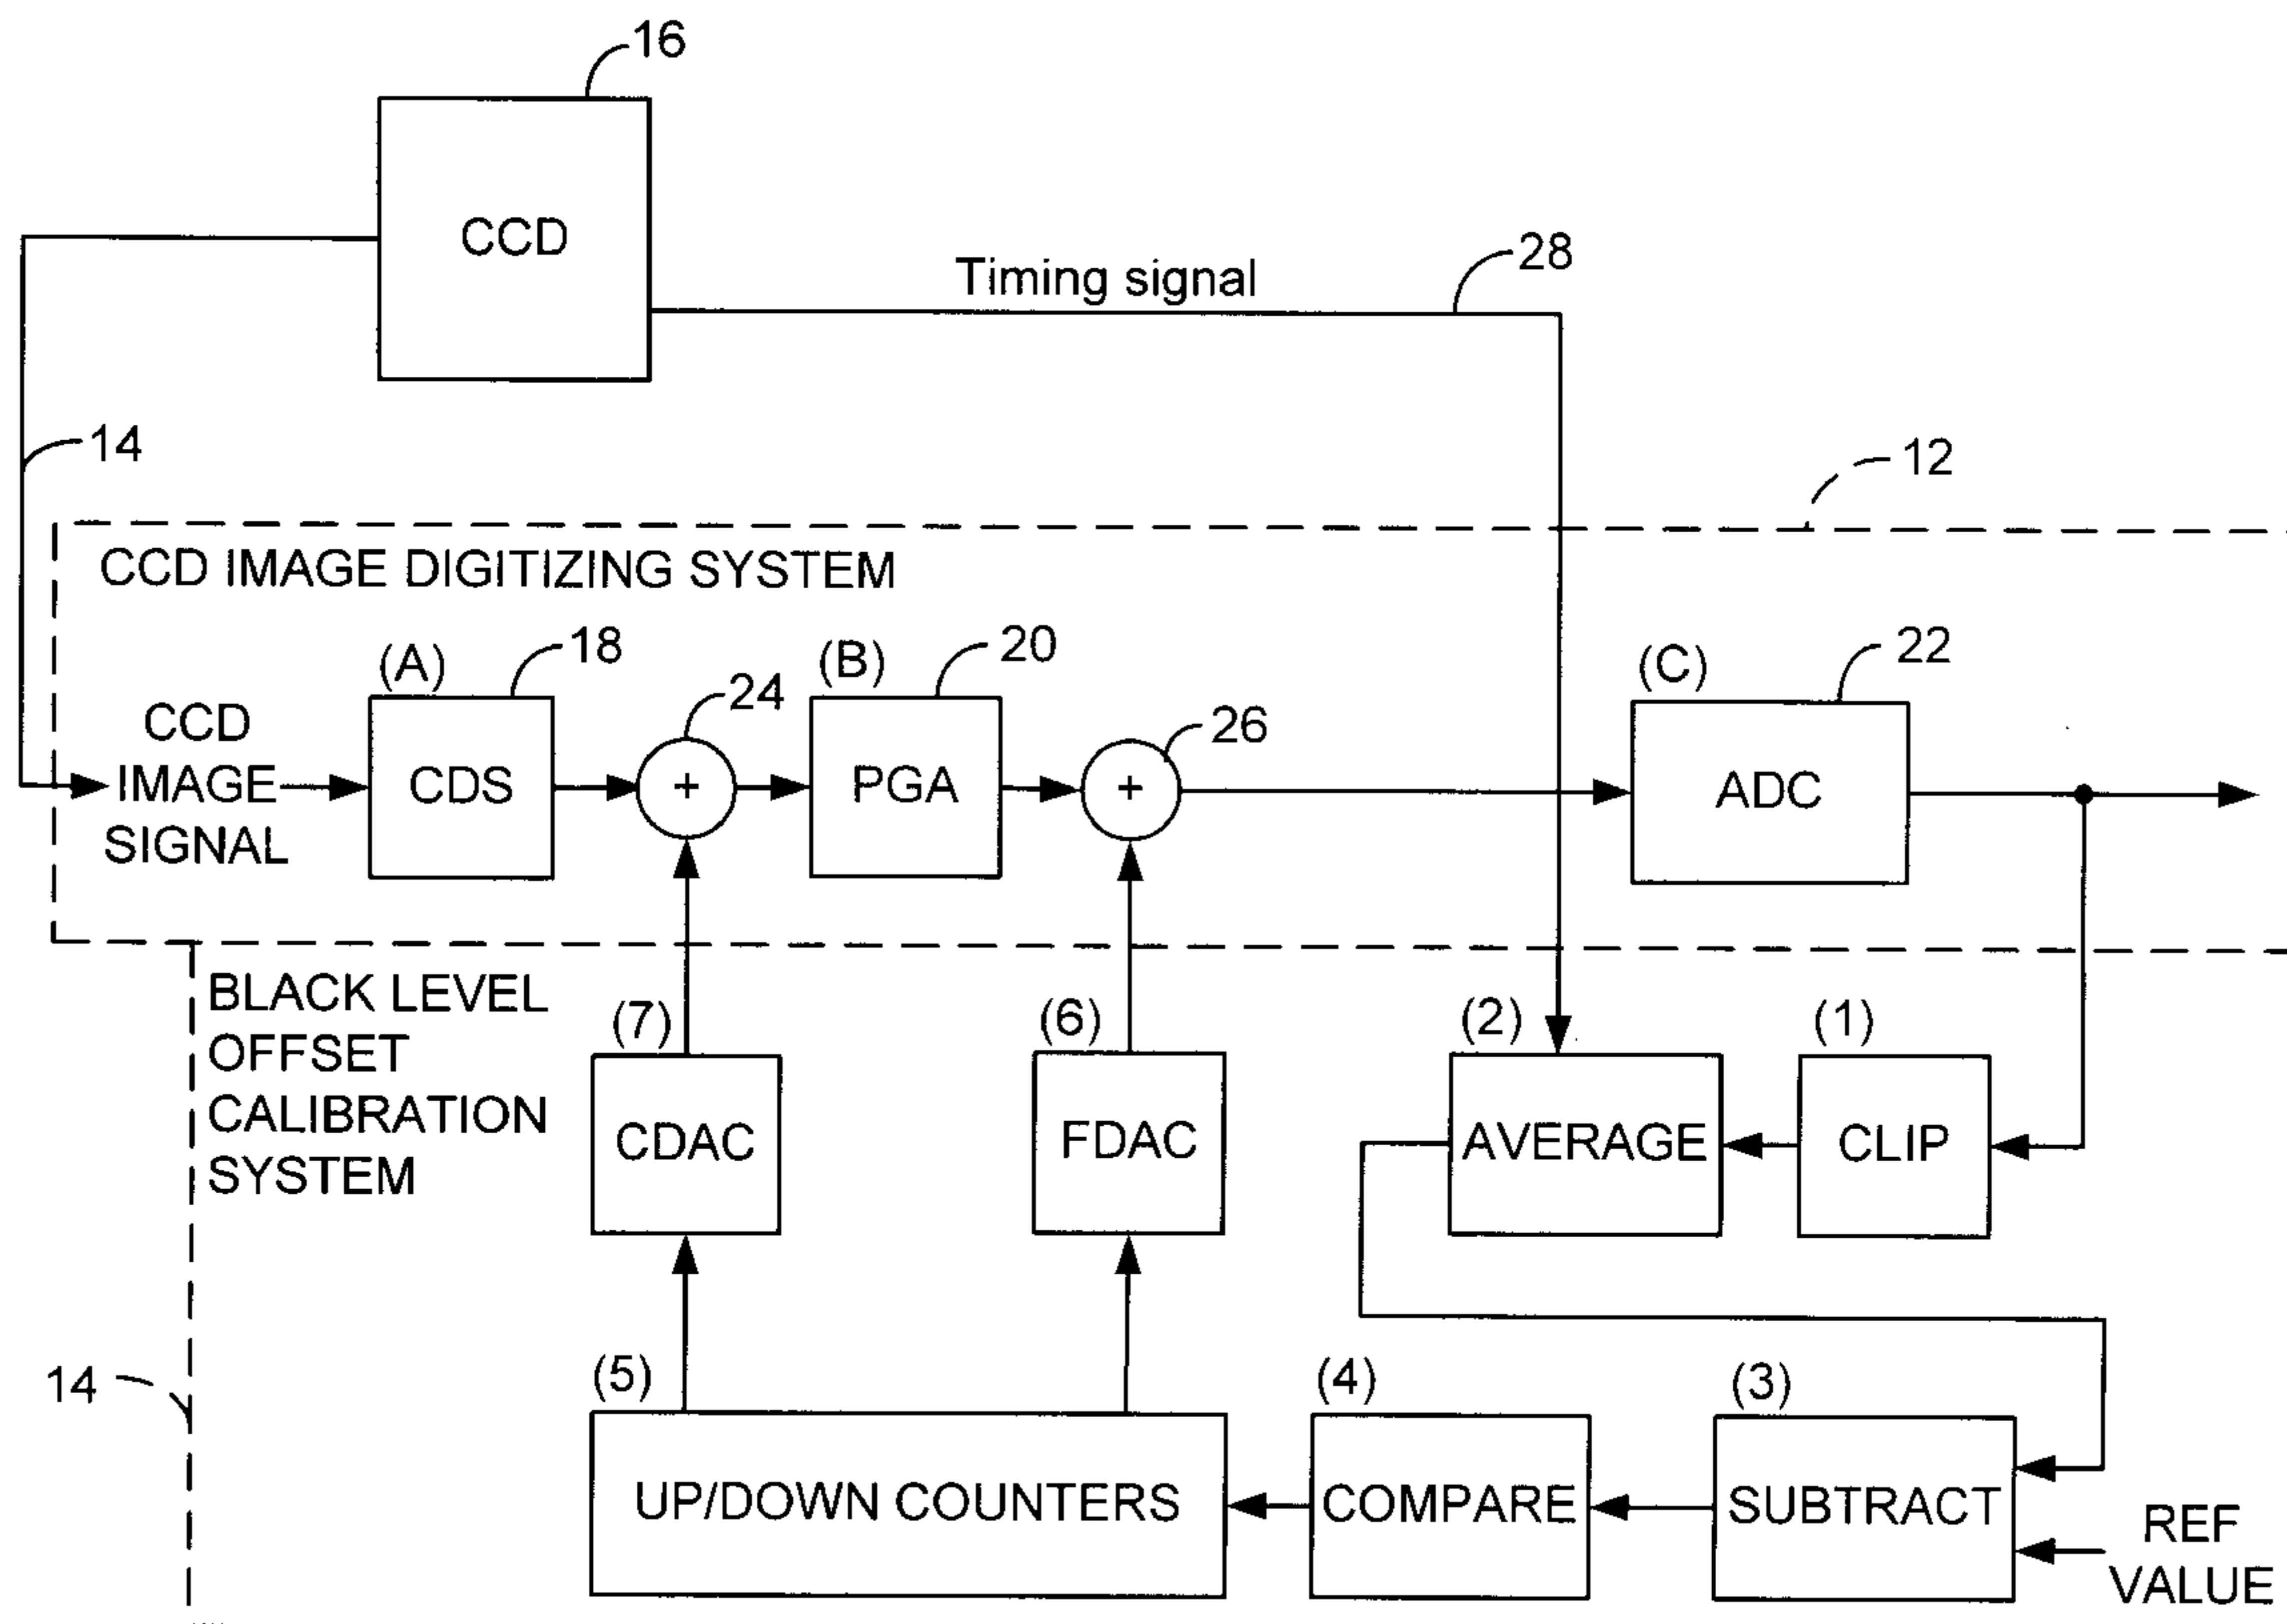 16
CCD
Timing signal
28
14
12
CCD IMAGE DIGITIZING SYSTEM
(A)
18
24
(B)
20
26
(C)
22
CCD
IMAGE
SIGNAL
CDS
+
PGA
+
ADC
BLACK LEVEL
OFFSET
CALIBRATION
SYSTEM
(7)
CDAC
(6)
FDAC
(2)
AVERAGE
(1)
CLIP
14
(5)
UP/DOWN COUNTERS
(4)
COMPARE
(3)
SUBTRACT
REF
VALUE